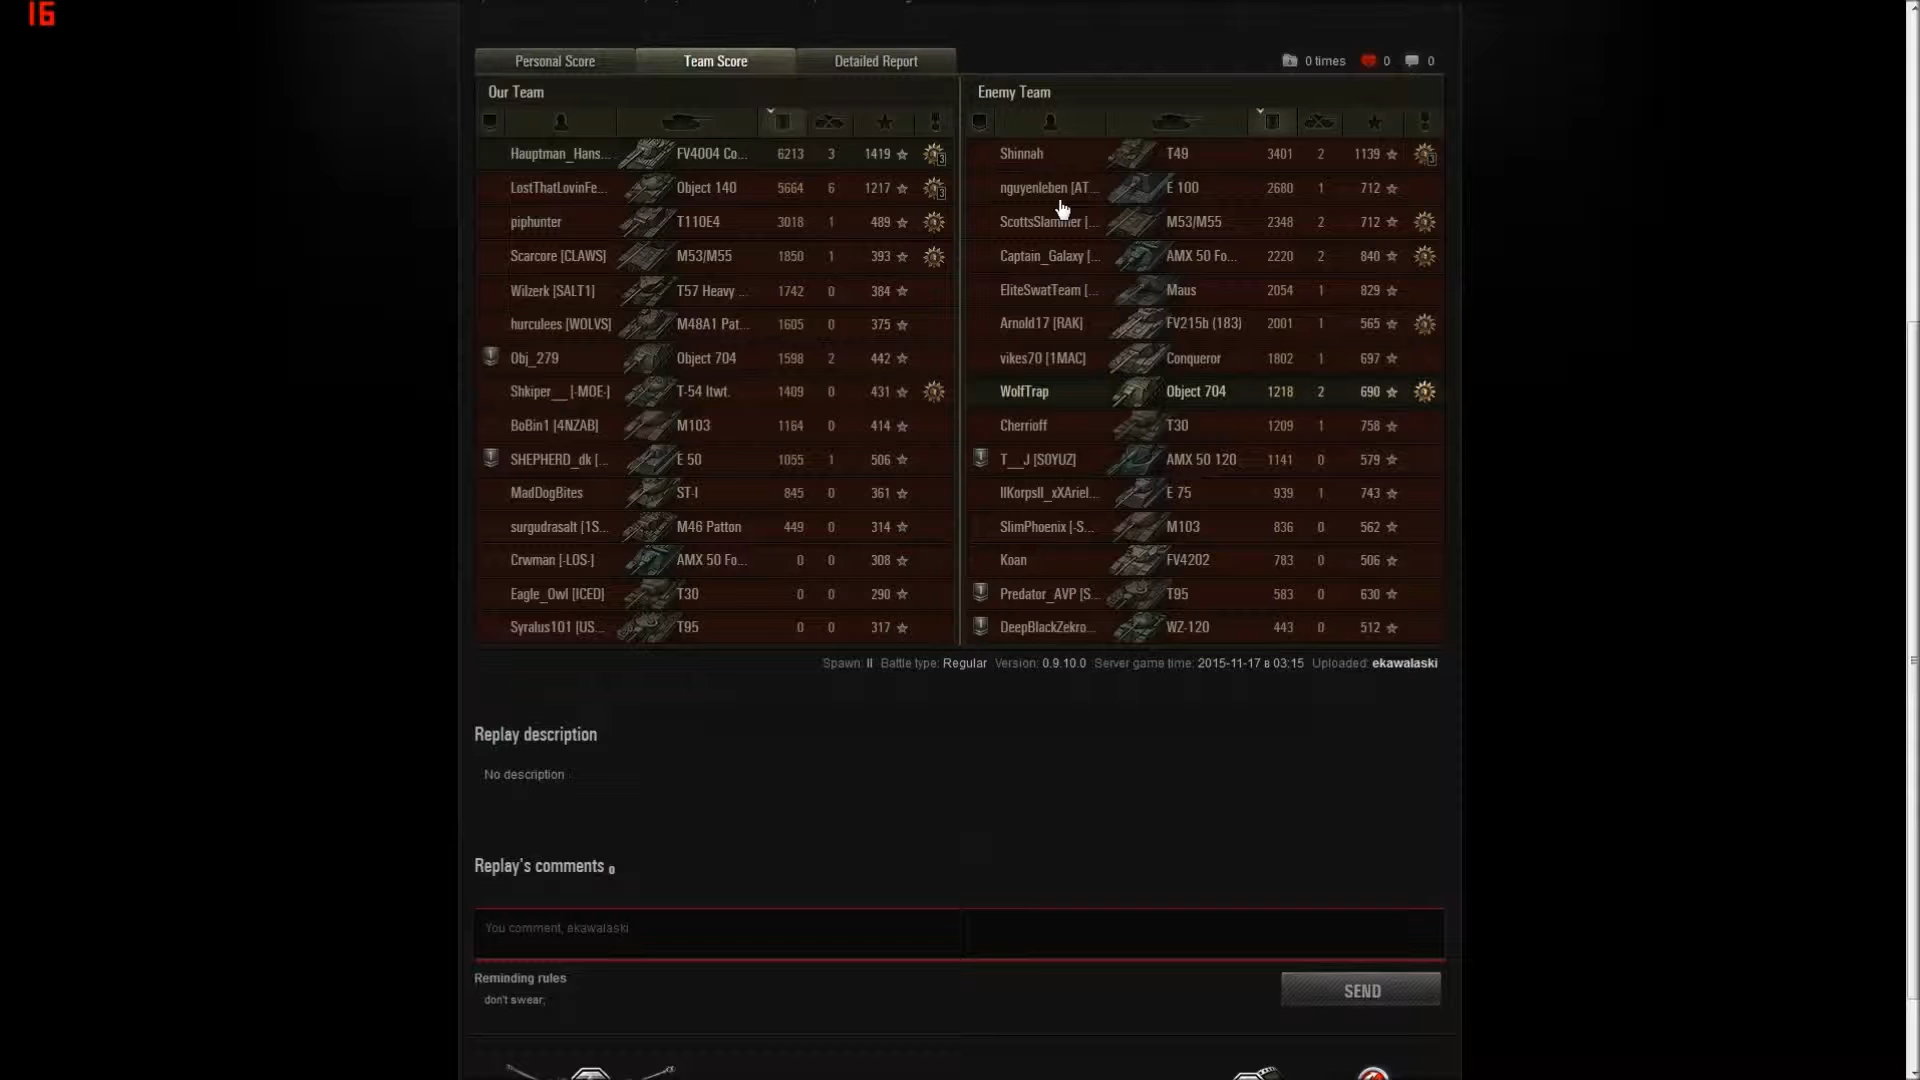 16
Personal Score Team Score Detailed Report 0 times 0 0
Our Team Enemy Team
Hauptman_Hans... FV4004 Co... 6213 3 1419 3 Shinnah T49 3401 2 1139 3
LostThatLovinFe... Object 140 5664 6 1217 3 nguyenleben [AT... E 100 2680 1 712
piphunter T110E4 3018 1 489 ScottsSlammer [... M53/M55 2348 2 712
Scarcore [CLAWS] M53/M55 1850 1 393 Captain_Galaxy [... AMX 50 Fo... 2220 2 840
Wilzerk [SALT1] T57 Heavy ... 1742 0 384 EliteSwatTeam [... Maus 2054 1 829
hurculees [WOLVS] M48A1 Pat... 1605 0 375 Arnold17 [RAK] FV215b (183) 2001 1 565
Obj_279 Object 704 1598 2 442 vikes70 [1MAC] Conqueror 1802 1 697
Shkiper__ [-MOE-] T-54 ltwt. 1409 0 431 WolfTrap Object 704 1218 2 690
BoBin1 [4NZAB] M103 1164 0 414 Cherrioff T30 1209 1 758
SHEPHERD_dk [... E 50 1055 1 506 T__J [SOYUZ] AMX 50 120 1141 0 579
MadDogBites ST-I 845 0 361 IIKorpsII_xXAriel... E 75 939 1 743
surgudrasalt [1S... M46 Patton 449 0 314 SlimPhoenix [-S... M103 836 0 562
Crwman [-LOS-] AMX 50 Fo... 0 0 308 Koan FV4202 783 0 506
Eagle_Owl [ICED] T30 0 0 290 Predator_AVP [S... T95 583 0 630
Syralus101 [US... T95 0 0 317 DeepBlackZekro... WZ-120 443 0 512
Spawn: II Battle type: Regular Version: 0.9.10.0 Server game time: 2015-11-17 в 03:15 Uploaded: ekawalaski
Replay description
No description
Replay's comments 0
You comment, ekawalaski
Reminding rules
don't swear;
SEND